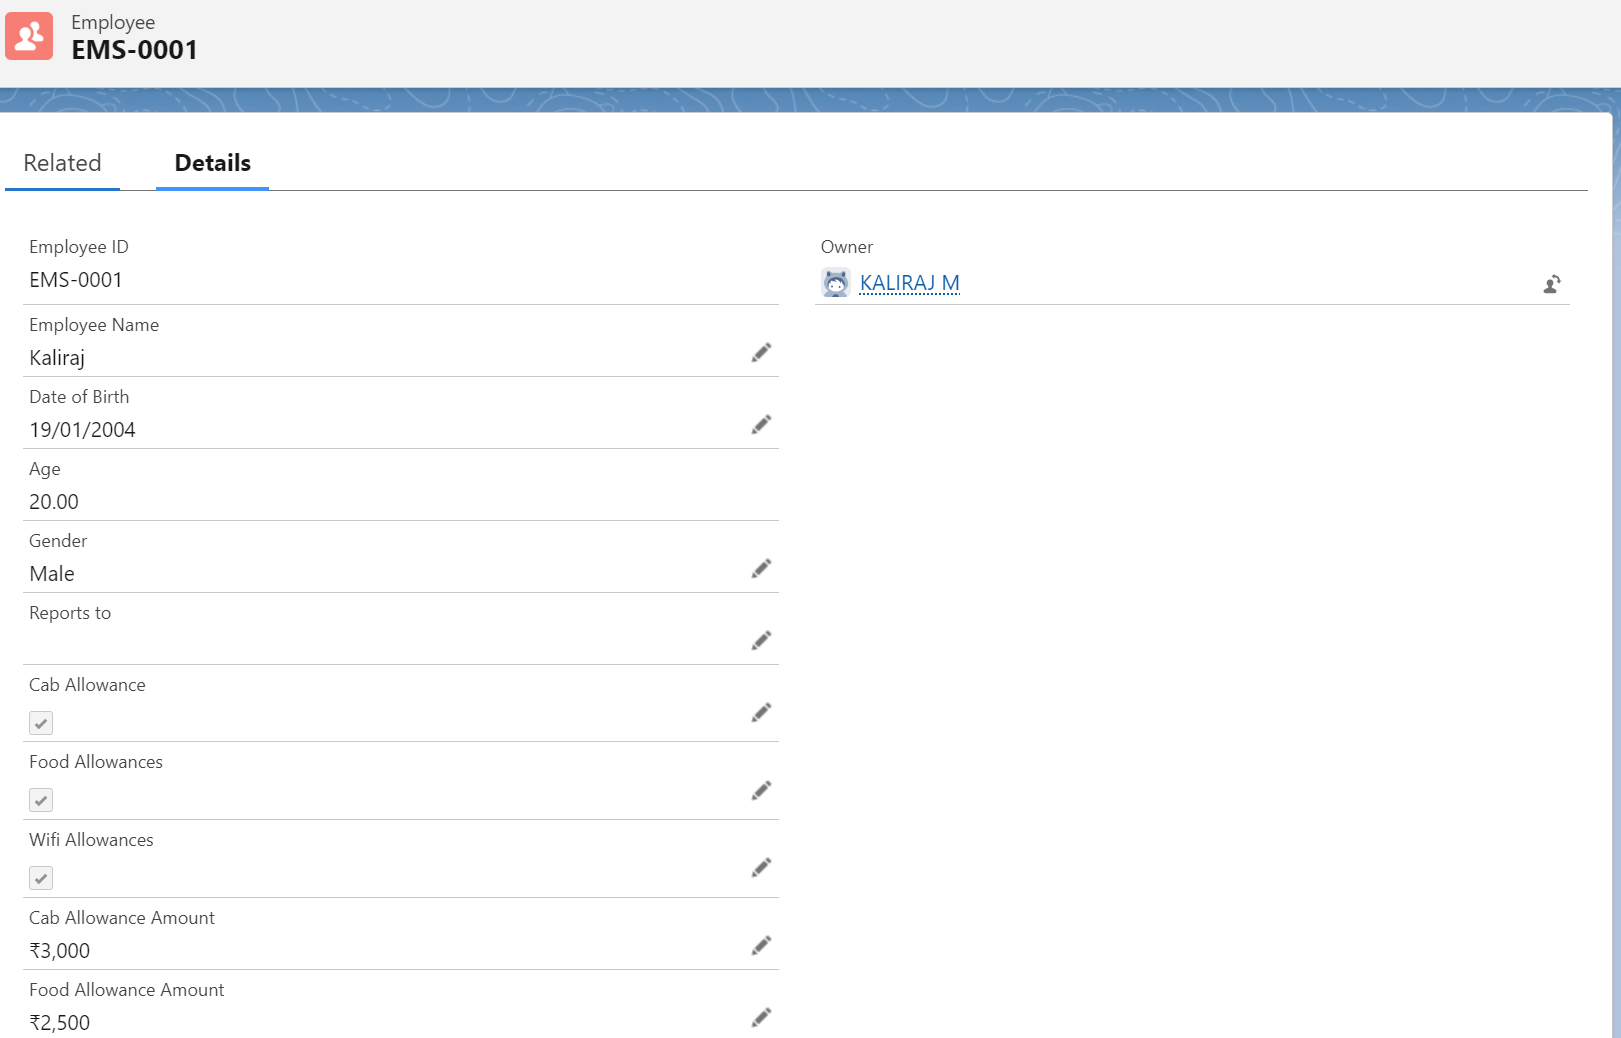 Employee
EMS-0001
Related
Details
Employee ID
EMS-0001
Owner
KALIRAJ M
Employee Name
Kaliraj
Date of Birth
19/01/2004
Age
20.00
Gender
Male
Reports to
Cab Allowance
Food Allowances
Wifi Allowances
Cab Allowance Amount
₹3,000
Food Allowance Amount
₹2,500